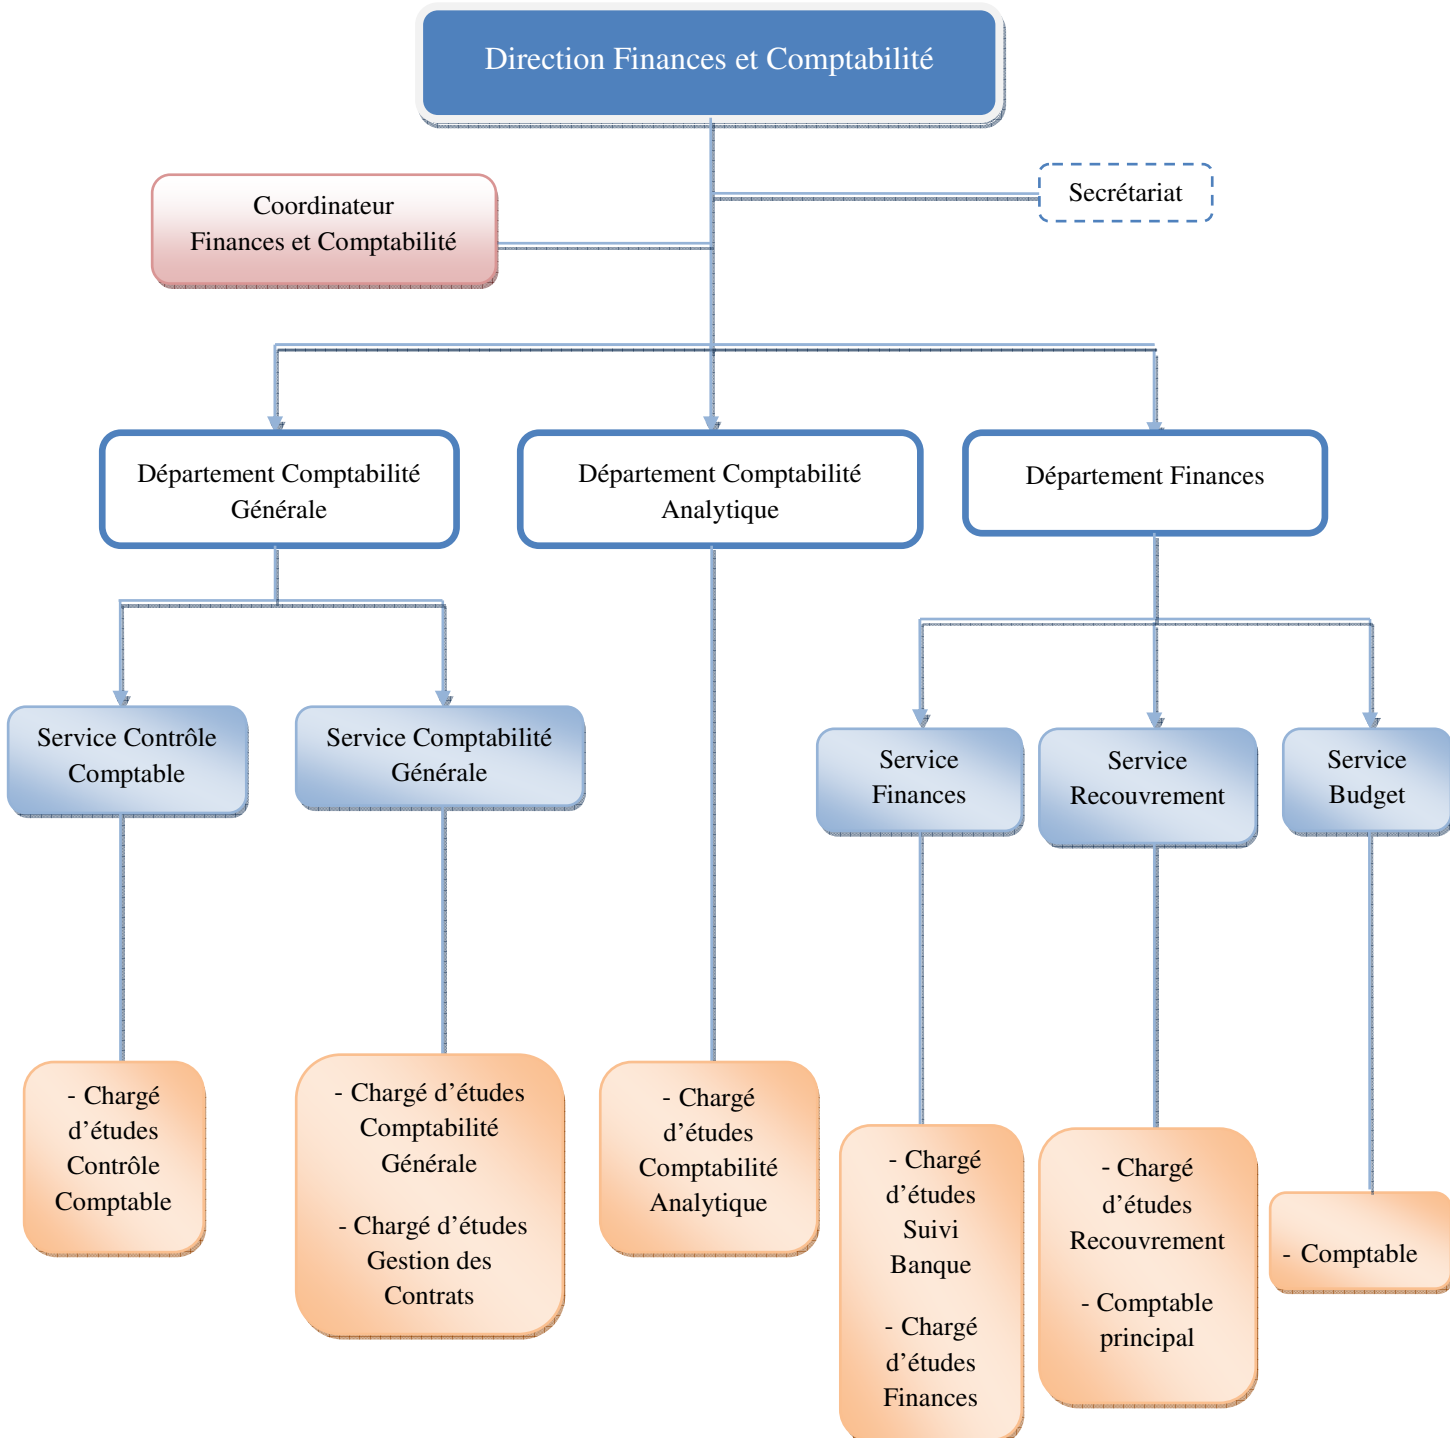 Direction Finances et Comptabilité
Secrétariat
Coordinateur
Finances et Comptabilité
Département Comptabilité
Générale
Département Comptabilité
Analytique
Département Finances
Service Contrôle
Comptable
Service Comptabilité
Générale
Service
Finances
Service
Recouvrement
Service
Budget
- Chargé
d’études
Contrôle
Comptable
- Chargé d’études
Comptabilité
Générale
- Chargé d’études
Gestion des
Contrats
- Chargé
d’études
Comptabilité
Analytique
- Chargé
d’études
Suivi
Banque
- Chargé
d’études
Finances
- Chargé
d’études
Recouvrement
- Comptable
principal
- Comptable